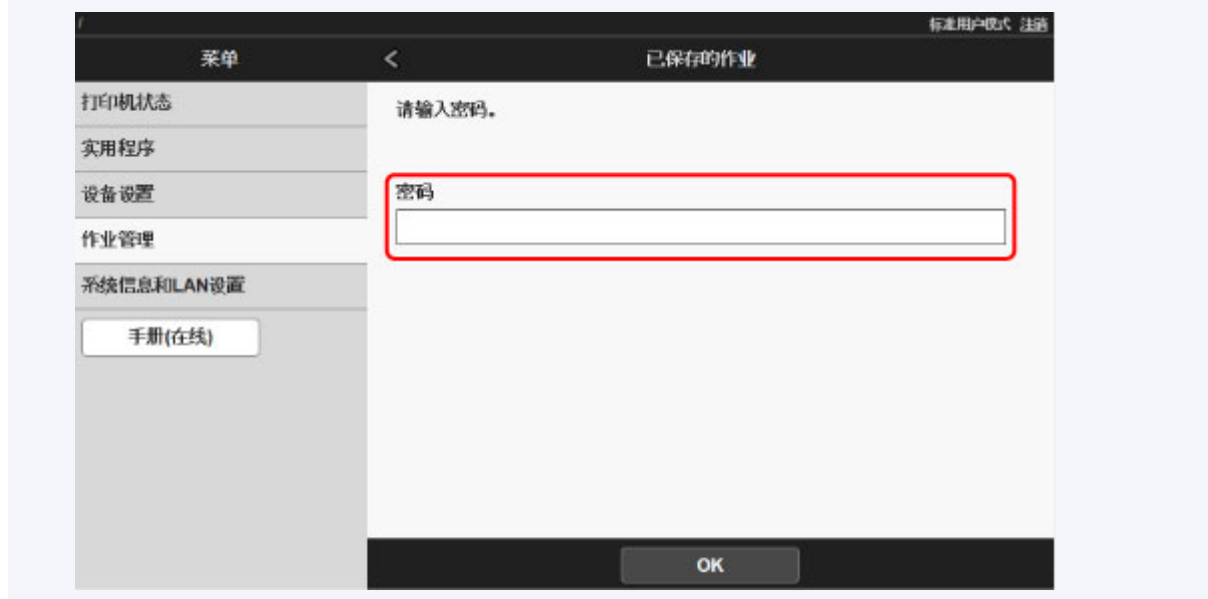 标准用户模式 注销
菜单
<
已保存的作业
打印机状态
实用程序
设备设置
作业管理
系统信息和LAN设置
手册(在线)
请输入密码。
密码
OK